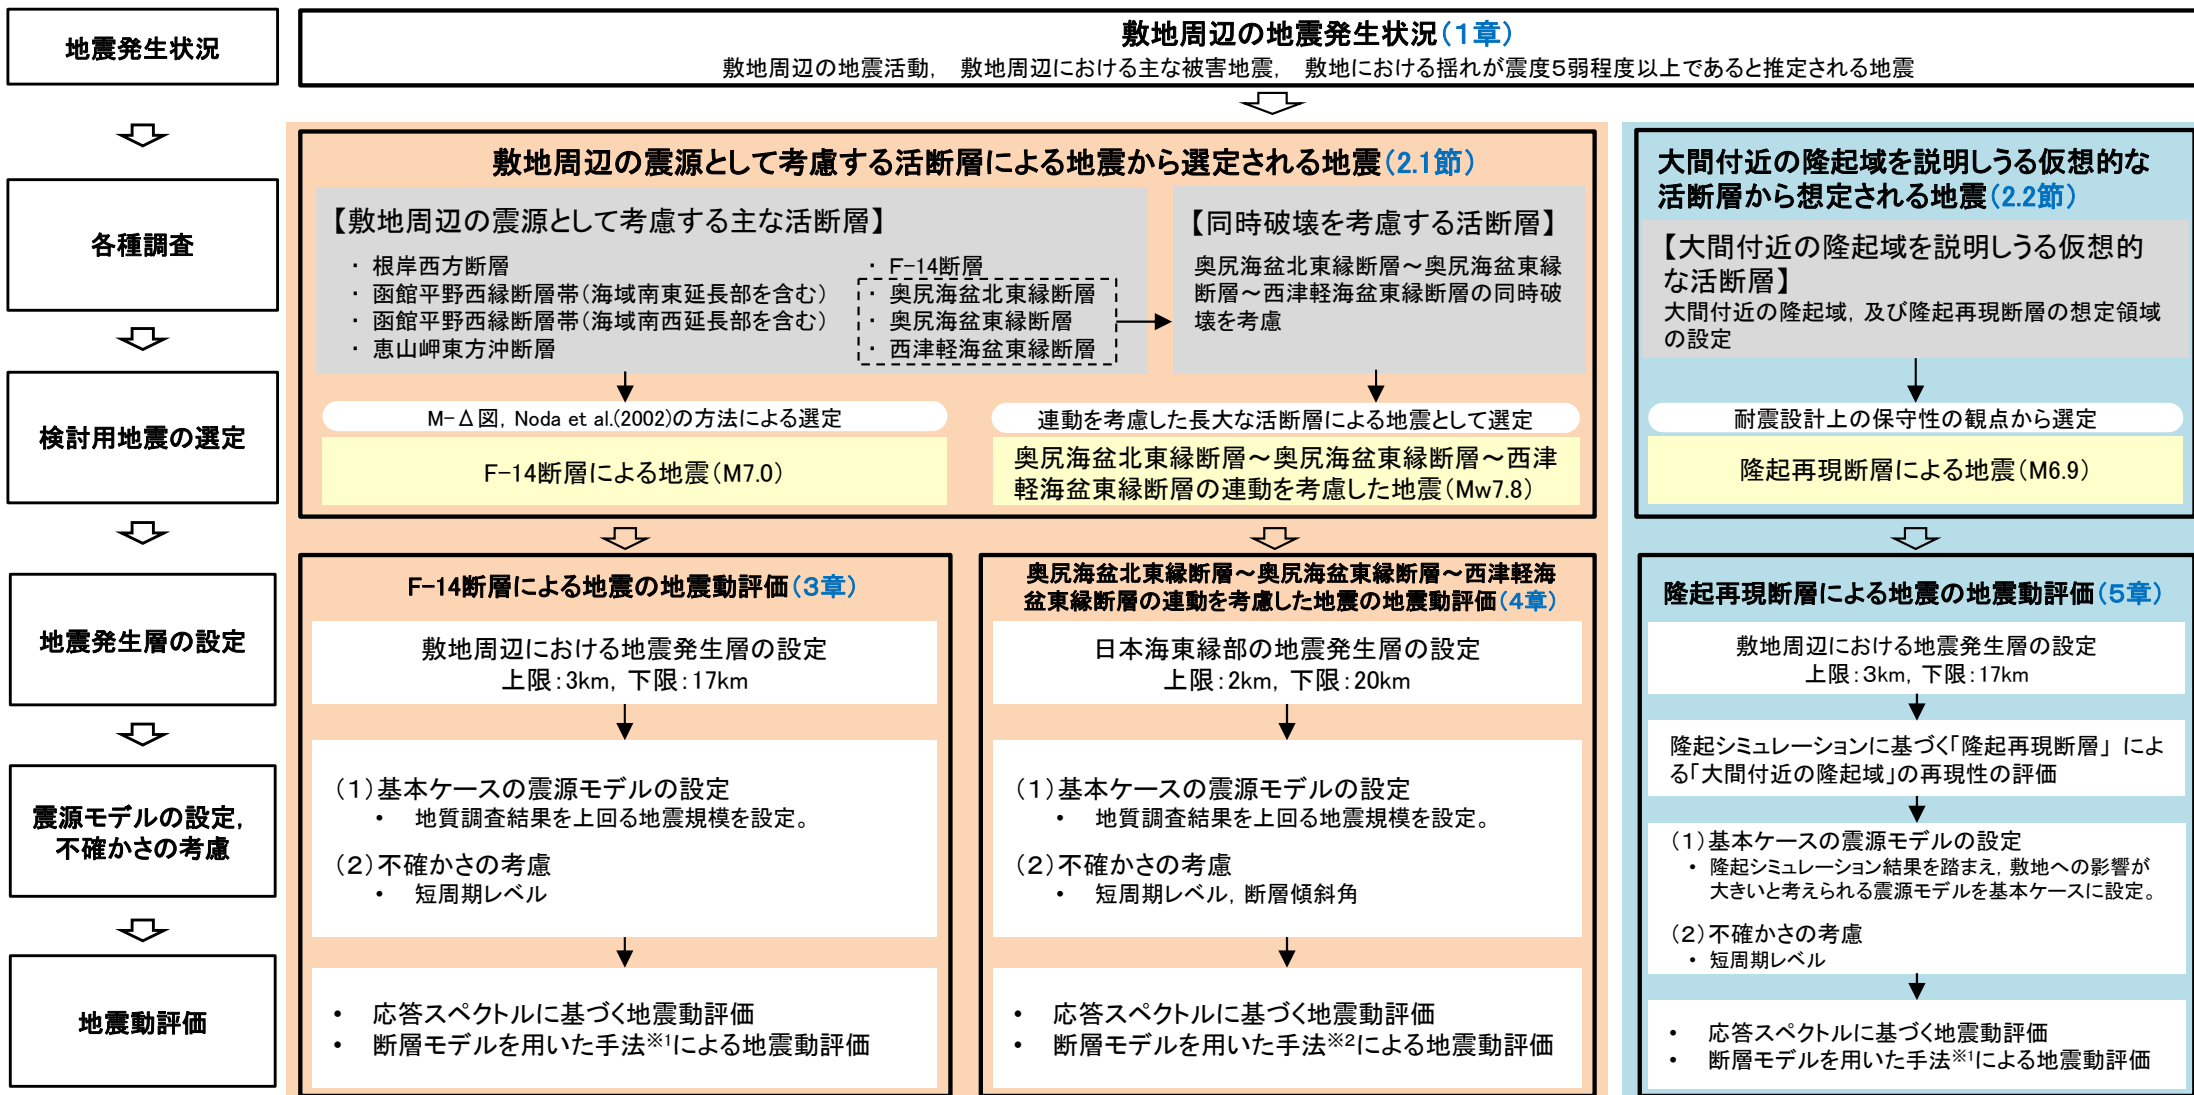 地震発生状況
敷地周辺の地震発生状況(1章)
敷地周辺の地震活動, 敷地周辺における主な被害地震, 敷地における揺れが震度5弱程度以上であると推定される地震
各種調査
検討用地震の選定
地震発生層の設定
震源モデルの設定,
不確かさの考慮
地震動評価
敷地周辺の震源として考慮する活断層による地震から選定される地震(2.1節)
【敷地周辺の震源として考慮する主な活断層】
・ 根岸西方断層
・ 函館平野西縁断層帯(海域南東延長部を含む)
・ 函館平野西縁断層帯(海域南西延長部を含む)
・ 恵山岬東方沖断層
・ F-14断層
・ 奥尻海盆北東縁断層
・ 奥尻海盆東縁断層
・ 西津軽海盆東縁断層
【同時破壊を考慮する活断層】
奥尻海盆北東縁断層～奥尻海盆東縁
断層～西津軽海盆東縁断層の同時破
壊を考慮
M-Δ図, Noda et al.(2002)の方法による選定
F-14断層による地震(M7.0)
連動を考慮した長大な活断層による地震として選定
奥尻海盆北東縁断層～奥尻海盆東縁断層～西津
軽海盆東縁断層の連動を考慮した地震(Mw7.8)
大間付近の隆起域を説明しうる仮想的な
活断層から想定される地震(2.2節)
【大間付近の隆起域を説明しうる仮想的
な活断層】
大間付近の隆起域, 及び隆起再現断層の想定領域
の設定
耐震設計上の保守性の観点から選定
隆起再現断層による地震(M6.9)
F-14断層による地震の地震動評価(3章)
敷地周辺における地震発生層の設定
上限:3km, 下限:17km
(1)基本ケースの震源モデルの設定
• 地質調査結果を上回る地震規模を設定。
(2)不確かさの考慮
• 短周期レベル
• 応答スペクトルに基づく地震動評価
• 断層モデルを用いた手法※1による地震動評価
奥尻海盆北東縁断層～奥尻海盆東縁断層～西津軽海
盆東縁断層の連動を考慮した地震の地震動評価(4章)
日本海東縁部の地震発生層の設定
上限:2km, 下限:20km
(1)基本ケースの震源モデルの設定
• 地質調査結果を上回る地震規模を設定。
(2)不確かさの考慮
• 短周期レベル, 断層傾斜角
• 応答スペクトルに基づく地震動評価
• 断層モデルを用いた手法※2による地震動評価
隆起再現断層による地震の地震動評価(5章)
敷地周辺における地震発生層の設定
上限:3km, 下限:17km
隆起シミュレーションに基づく「隆起再現断層」による
る「大間付近の隆起域」の再現性の評価
(1)基本ケースの震源モデルの設定
• 隆起シミュレーション結果を踏まえ, 敷地への影響が
大きいと考えられる震源モデルを基本ケースに設定。
(2)不確かさの考慮
• 短周期レベル
• 応答スペクトルに基づく地震動評価
• 断層モデルを用いた手法※1による地震動評価